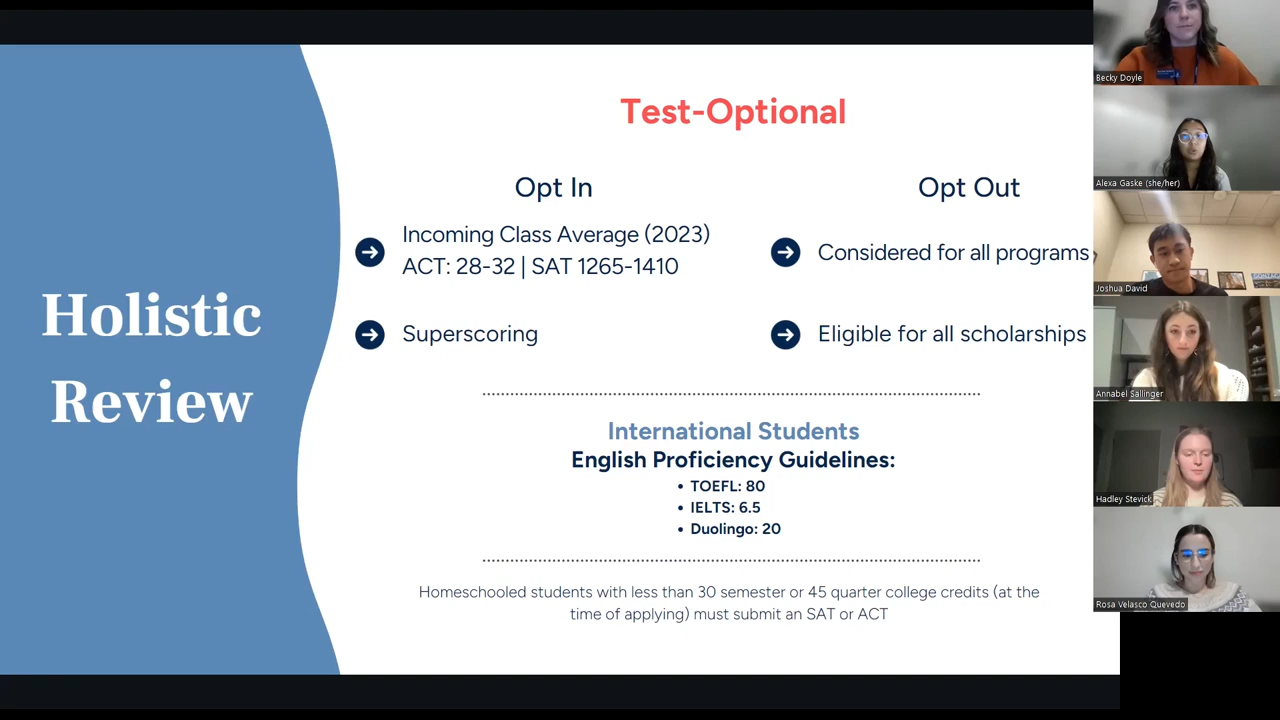 Holistic
Review
Test-Optional
Opt In
Incoming Class Average (2023)
ACT: 28-32 | SAT 1265-1410
Superscoring
Opt Out
Considered for all programs
Eligible for all scholarships
International Students
English Proficiency Guidelines:
• TOEFL: 80
• IELTS: 6.5
• Duolingo: 20
Homeschooled students with less than 30 semester or 45 quarter college credits (at the
time of applying) must submit an SAT or ACT
Becky Doyle
Alexa Gaske (she/her)
Joshua David
Annabel Sallinger
Hadley Stevick
Rosa Velasco Quevedo